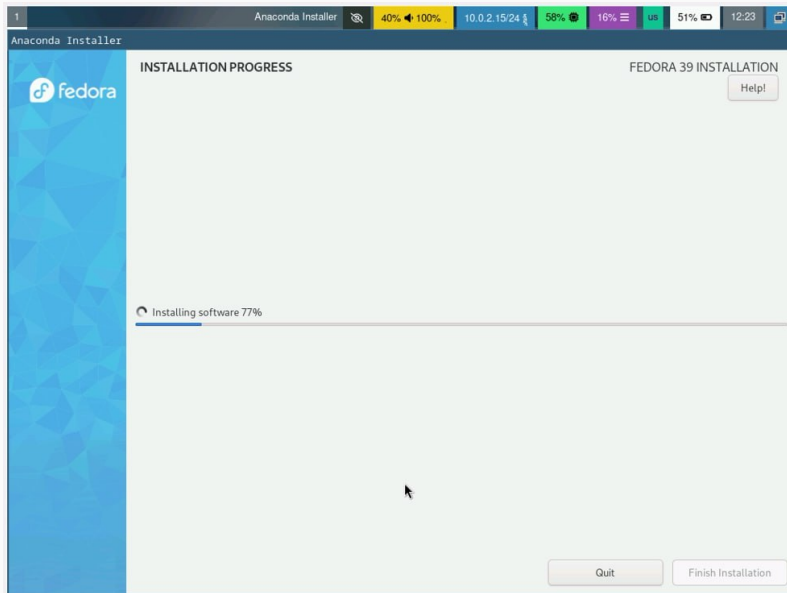 1 Anaconda Installer 40% 100% 10.0.2.15/24 58% 16% us 51% 12:23
Anaconda Installer
fedora
INSTALLATION PROGRESS FEDORA 39 INSTALLATION
Help!
Installing software 77%
Quit Finish Installation